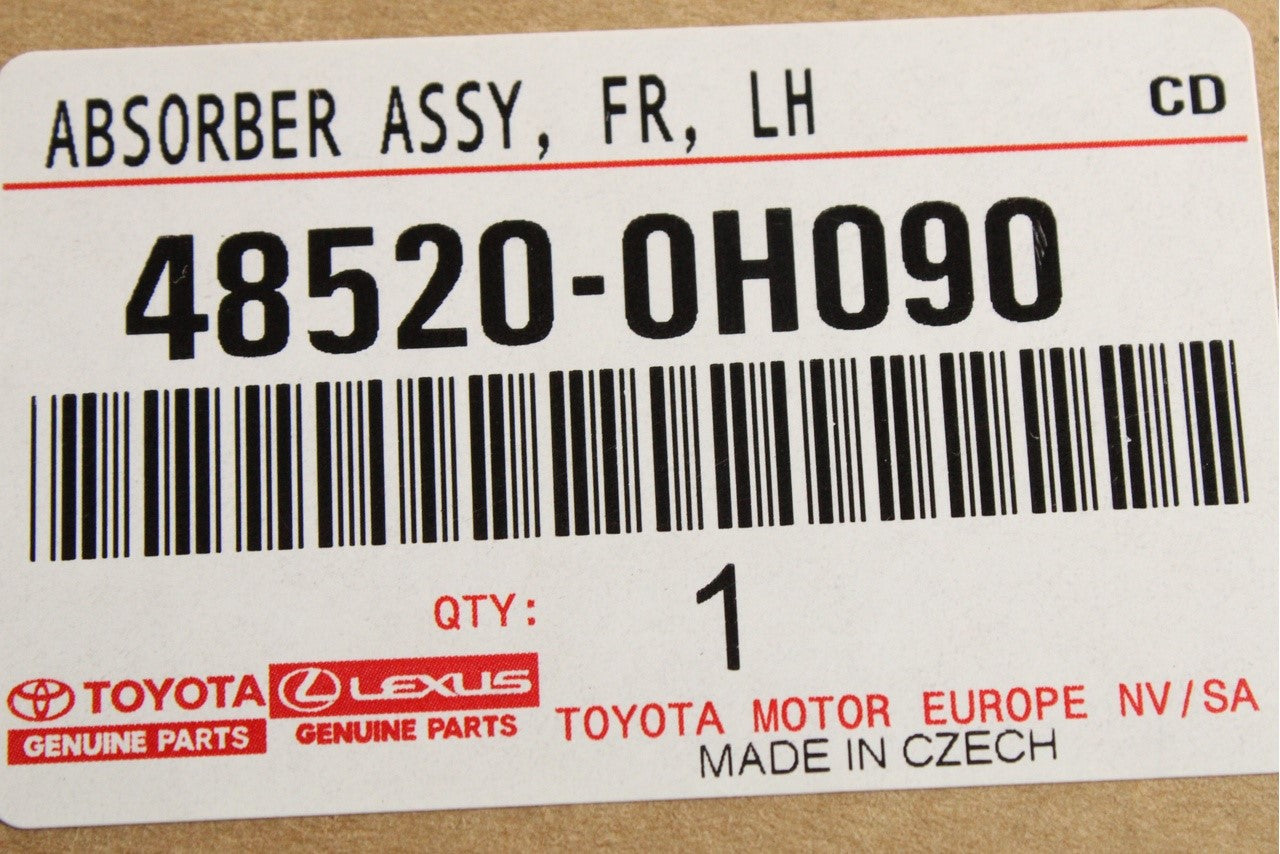 ABSORBER ASSY, FR, LH CD
48520-0H090
QTY: 1
TOYOTA LEXUS
GENUINE PARTS GENUINE PARTS
TOYOTA MOTOR EUROPE NV/SA
MADE IN CZECH